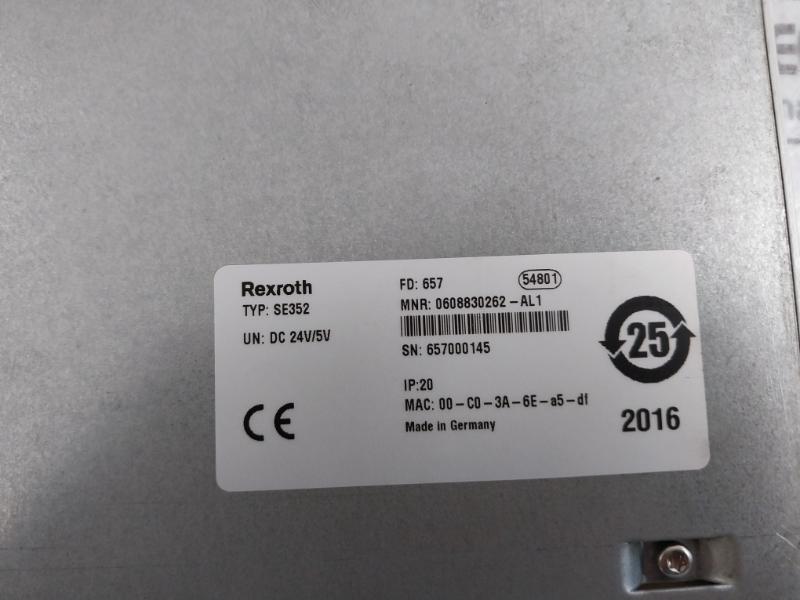 Rexroth
TYP: SE352
UN: DC 24V/5V
FD: 657
54801
MNR: 0608830262-AL1
SN: 657000145
IP:20
MAC: 00-C0-3A-6E-a5-df
Made in Germany
CE
25
2016